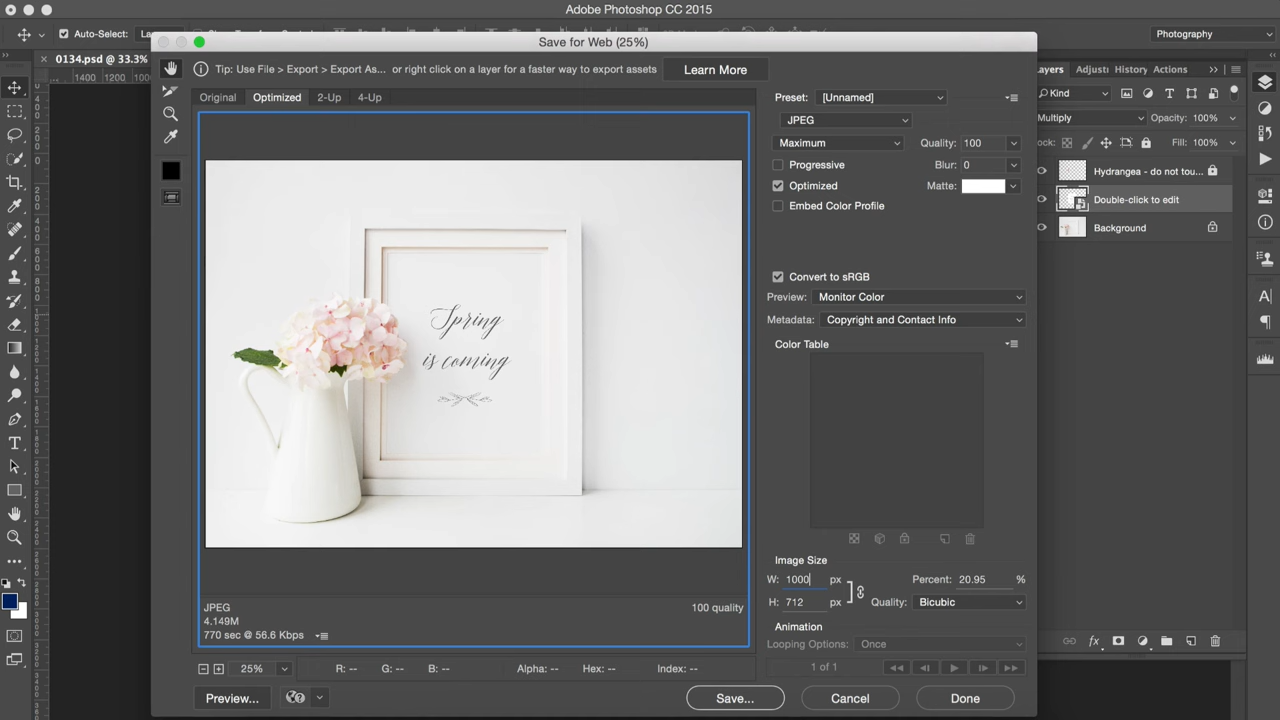 Adobe Photoshop CC 2015
Auto-Select:
Photography
Save for Web (25%)
0134.psd @ 33.3%
Tip: Use File > Export > Export As... or right click on a layer for a faster way to export assets
Learn More
Original
Optimized
2-Up
4-Up
Preset: [Unnamed]
JPEG
Maximum
Quality: 100
Progressive
Blur: 0
Optimized
Matte:
Embed Color Profile
Convert to sRGB
Preview: Monitor Color
Metadata: Copyright and Contact Info
Color Table
Spring
is coming
Image Size
W: 1000 px
Percent: 20.95 %
H: 712 px
Quality: Bicubic
Animation
Looping Options: Once
1 of 1
JPEG
100 quality
4.149M
770 sec @ 56.6 Kbps
25%
R: --
G: --
B: --
Alpha: --
Hex: --
Index: --
Preview...
Save...
Cancel
Done
Layers
Adjusti
History
Actions
Kind
Multiply
Opacity: 100%
Lock:
Fill: 100%
Hydrangea - do not tou...
Double-click to edit
Background
1400
1200